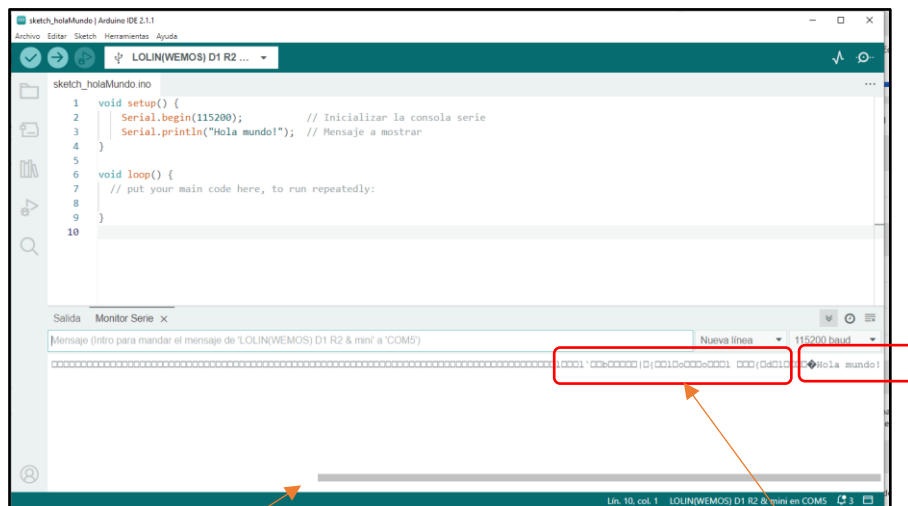 sketch_holaMundo | Arduino IDE 2.1.1
Archivo Editar Sketch Herramientas Ayuda
LOLIN(WEMOS) D1 R2 ...
sketch_holaMundo.ino
1 void setup() {
2 Serial.begin(115200); // Inicializar la consola serie
3 Serial.println("Hola mundo!"); // Mensaje a mostrar
4 }
5
6 void loop() {
7 // put your main code here, to run repeatedly:
8
9 }
10
Salida Monitor Serie
Mensaje (Intro para mandar el mensaje de 'LOLIN(WEMOS) D1 R2 & mini' a 'COM5')
Nueva línea 115200 baud
Hola mundo!
Lín. 10, col. 1 LOLIN(WEMOS) D1 R2 & mini en COM5 3